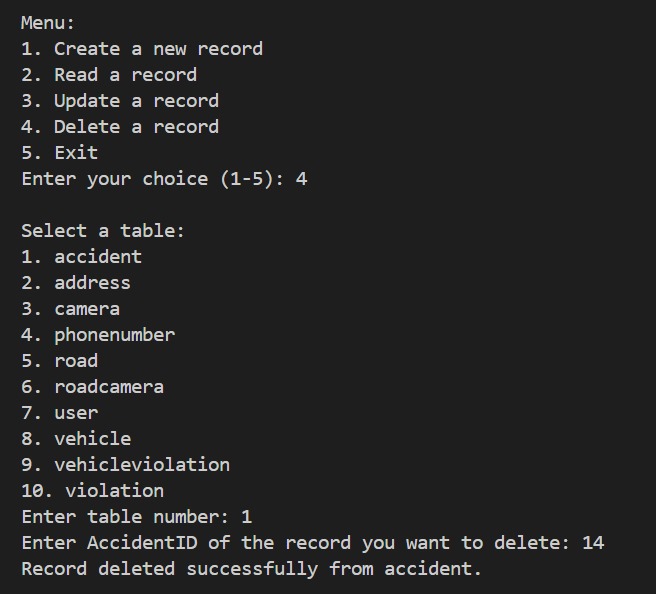 Menu:
1. Create a new record
2. Read a record
3. Update a record
4. Delete a record
5. Exit
Enter your choice (1-5): 4
Select a table:
1. accident
2. address
3. camera
4. phonenumber
5. road
6. roadcamera
7. user
8. vehicle
9. vehicleviolation
10. violation
Enter table number: 1
Enter AccidentID of the record you want to delete: 14
Record deleted successfully from accident.